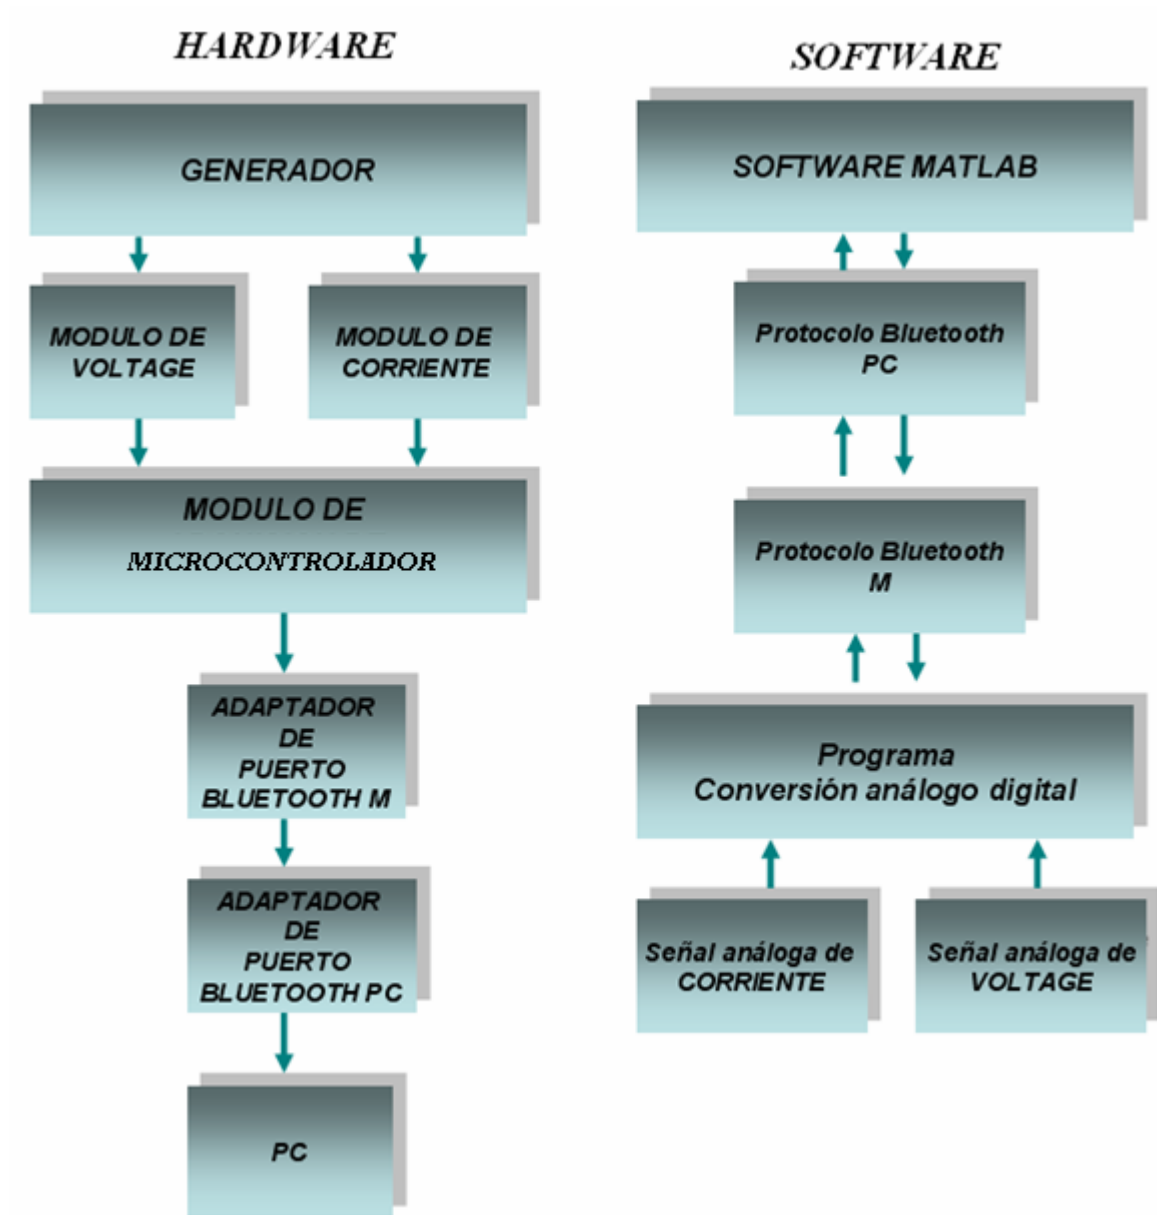 HARDWARE
GENERADOR
MODULO DE
VOLTAGE
MODULO DE
CORRIENTE
MODULO DE
MICROCONTROLADOR
ADAPTADOR
DE
PUERTO
BLUETOOTH M
ADAPTADOR
DE
PUERTO
BLUETOOTH PC
PC
SOFTWARE
SOFTWARE MATLAB
Protocolo Bluetooth
PC
Protocolo Bluetooth
M
Programa
Conversión análogo digital
Señal análoga de
CORRIENTE
Señal análoga de
VOLTAGE